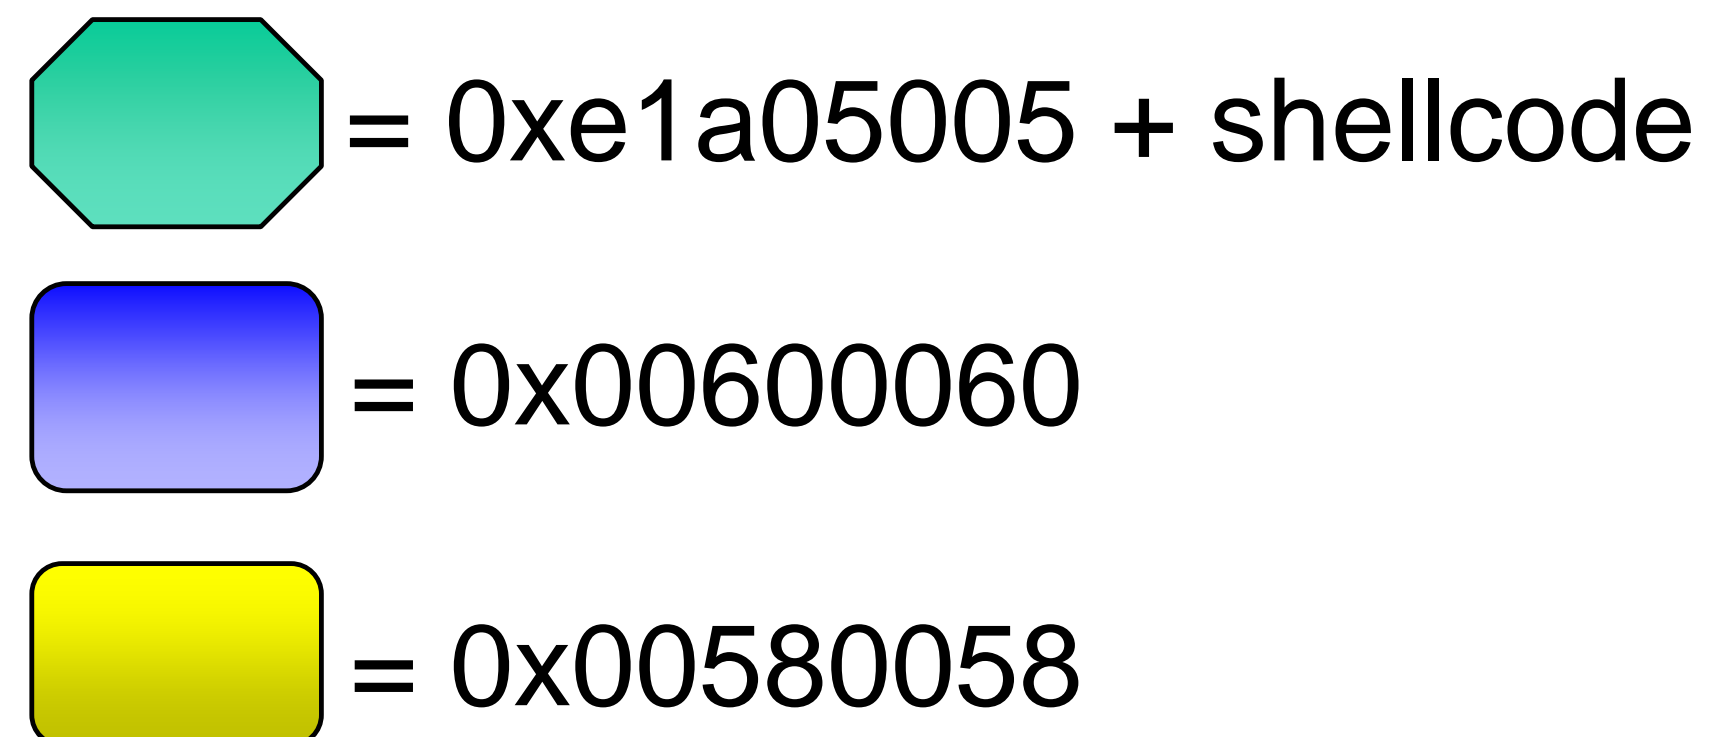 = 0xe1a05005 + shellcode
= 0x00600060
= 0x00580058